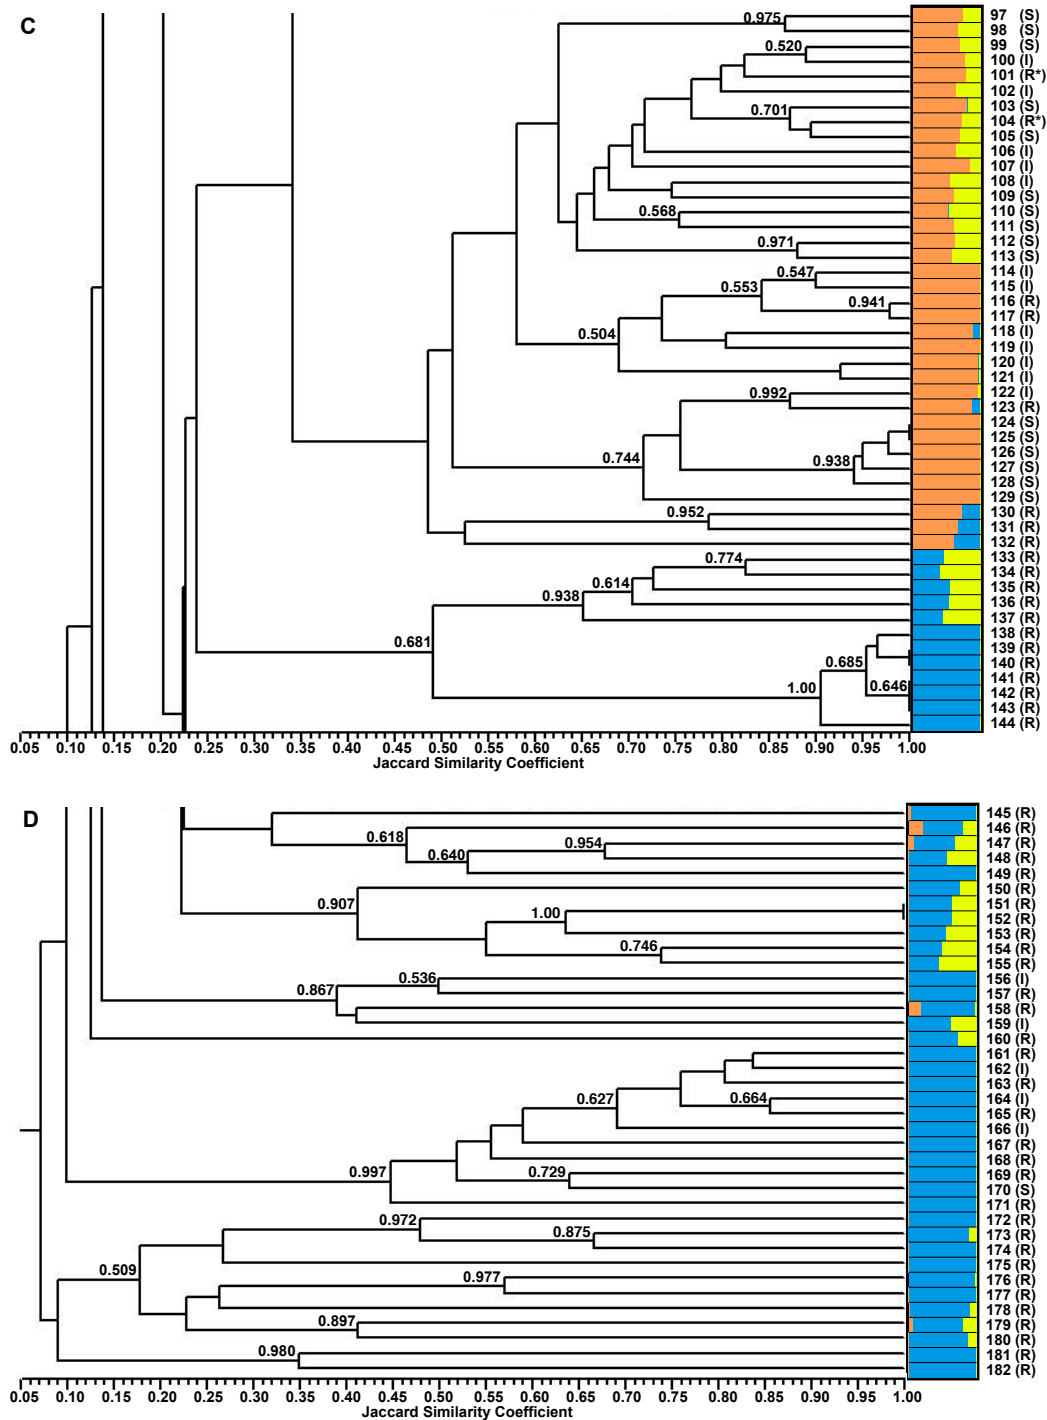 C
97 (S)
0.975
98 (S)
99 (S)
0.520
100 (I)
101 (R*)
102 (I)
103 (S)
0.701
104 (R*)
105 (S)
106 (I)
107 (I)
108 (I)
109 (S)
110 (S)
0.568
111 (S)
112 (S)
0.971
113 (S)
114 (I)
0.547
115 (I)
0.553
116 (R)
0.941
117 (R)
118 (I)
0.504
119 (I)
120 (I)
121 (I)
122 (I)
0.992
123 (R)
124 (S)
125 (S)
126 (S)
0.744
0.938
127 (S)
128 (S)
129 (S)
130 (R)
0.952
131 (R)
132 (R)
133 (R)
0.774
134 (R)
0.614
135 (R)
0.938
136 (R)
137 (R)
138 (R)
0.681
139 (R)
0.685
140 (R)
141 (R)
1.00
0.646
142 (R)
143 (R)
144 (R)
0.05 0.10 0.15 0.20 0.25 0.30 0.35 0.40 0.45 0.50 0.55 0.60 0.65 0.70 0.75 0.80 0.85 0.90 0.95 1.00
Jaccard Similarity Coefficient
D
145 (R)
146 (R)
0.618
147 (R)
0.954
0.640
148 (R)
149 (R)
150 (R)
0.907
151 (R)
1.00
152 (R)
153 (R)
0.746
154 (R)
155 (R)
0.536
156 (I)
0.867
157 (R)
158 (R)
159 (I)
160 (R)
161 (R)
162 (I)
163 (R)
0.627
0.664
164 (I)
165 (R)
166 (I)
167 (R)
168 (R)
0.997
0.729
169 (R)
170 (S)
171 (R)
0.972
172 (R)
0.875
173 (R)
174 (R)
0.509
175 (R)
0.977
176 (R)
177 (R)
178 (R)
0.897
179 (R)
180 (R)
0.980
181 (R)
182 (R)
0.05 0.10 0.15 0.20 0.25 0.30 0.35 0.40 0.45 0.50 0.55 0.60 0.65 0.70 0.75 0.80 0.85 0.90 0.95 1.00
Jaccard Similarity Coefficient